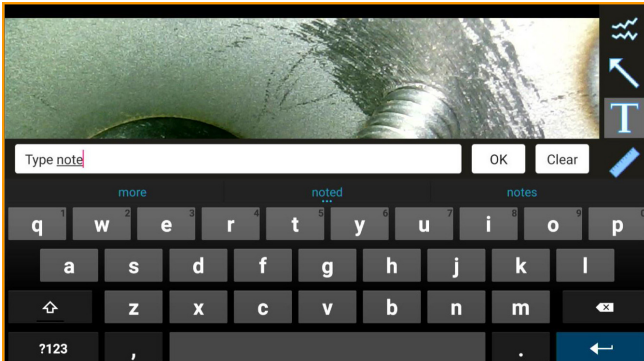 T
Type note OK Clear
more noted notes
q 1 w 2 e 3 r 4 t 5 y 6 u 7 i 8 o 9 p 0
a s d f g h j k l
z x c v b n m
?123 , .